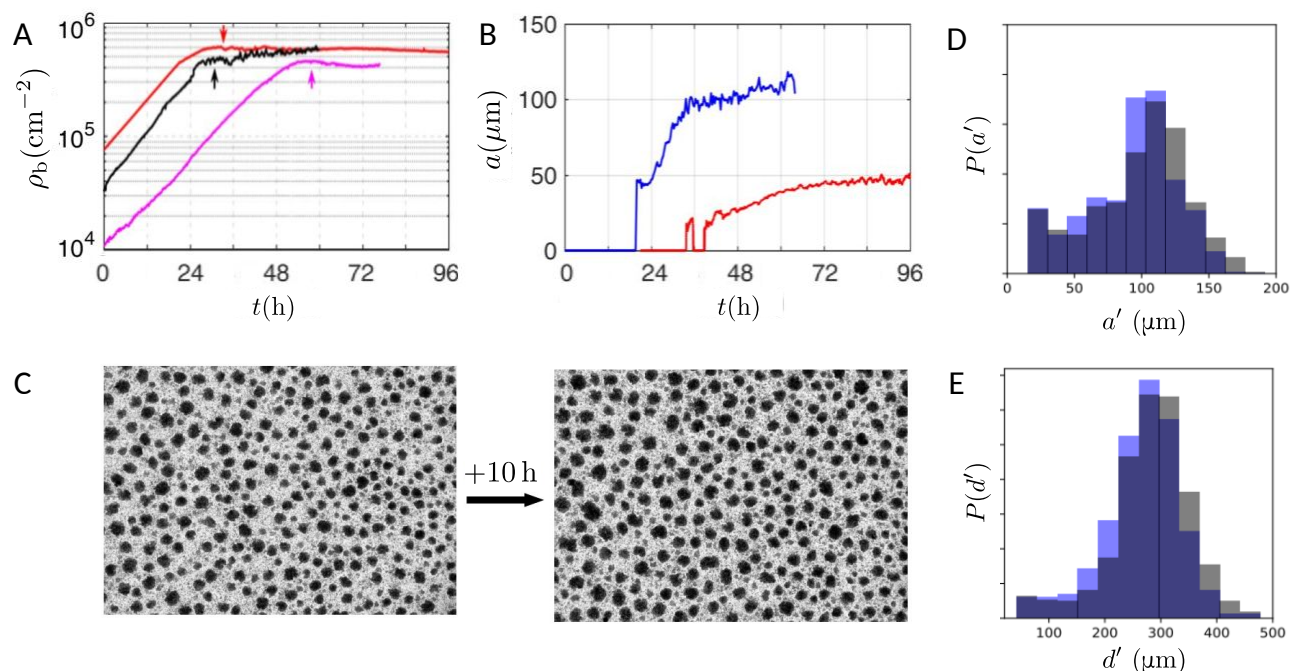 A
10^6
10^5
10^4
ρ_b(cm^−2)
0 24 48 72 96
t(h)
B
150
100
50
0
a(μm)
0 24 48 72 96
t(h)
D
P(a′)
0 50 100 150 200
a′ (μm)
C
+10 h
E
P(d′)
100 200 300 400 500
d′ (μm)